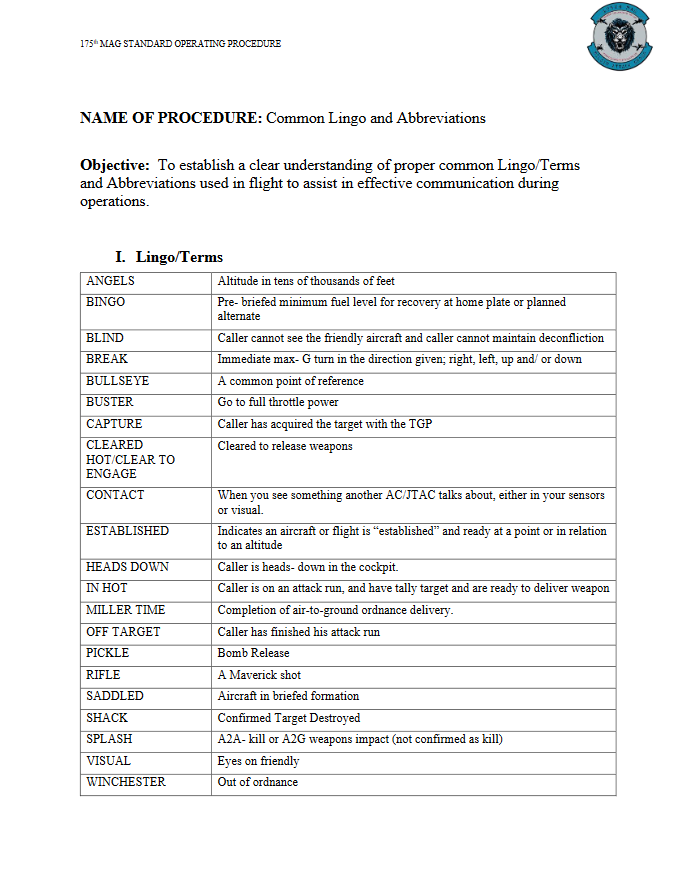 175th MAG STANDARD OPERATING PROCEDURE
NAME OF PROCEDURE: Common Lingo and Abbreviations
Objective: To establish a clear understanding of proper common Lingo/Terms
and Abbreviations used in flight to assist in effective communication during
operations.
I. Lingo/Terms
ANGELS Altitude in tens of thousands of feet
BINGO Pre- briefed minimum fuel level for recovery at home plate or planned
alternate
BLIND Caller cannot see the friendly aircraft and caller cannot maintain deconfliction
BREAK Immediate max- G turn in the direction given; right, left, up and/ or down
BULLSEYE A common point of reference
BUSTER Go to full throttle power
CAPTURE Caller has acquired the target with the TGP
CLEARED Cleared to release weapons
HOT/CLEAR TO
ENGAGE
CONTACT When you see something another AC/JTAC talks about, either in your sensors
or visual.
ESTABLISHED Indicates an aircraft or flight is “established” and ready at a point or in relation
to an altitude
HEADS DOWN Caller is heads- down in the cockpit.
IN HOT Caller is on an attack run, and have tally target and are ready to deliver weapon
MILLER TIME Completion of air-to-ground ordnance delivery.
OFF TARGET Caller has finished his attack run
PICKLE Bomb Release
RIFLE A Maverick shot
SADDLED Aircraft in briefed formation
SHACK Confirmed Target Destroyed
SPLASH A2A- kill or A2G weapons impact (not confirmed as kill)
VISUAL Eyes on friendly
WINCHESTER Out of ordnance